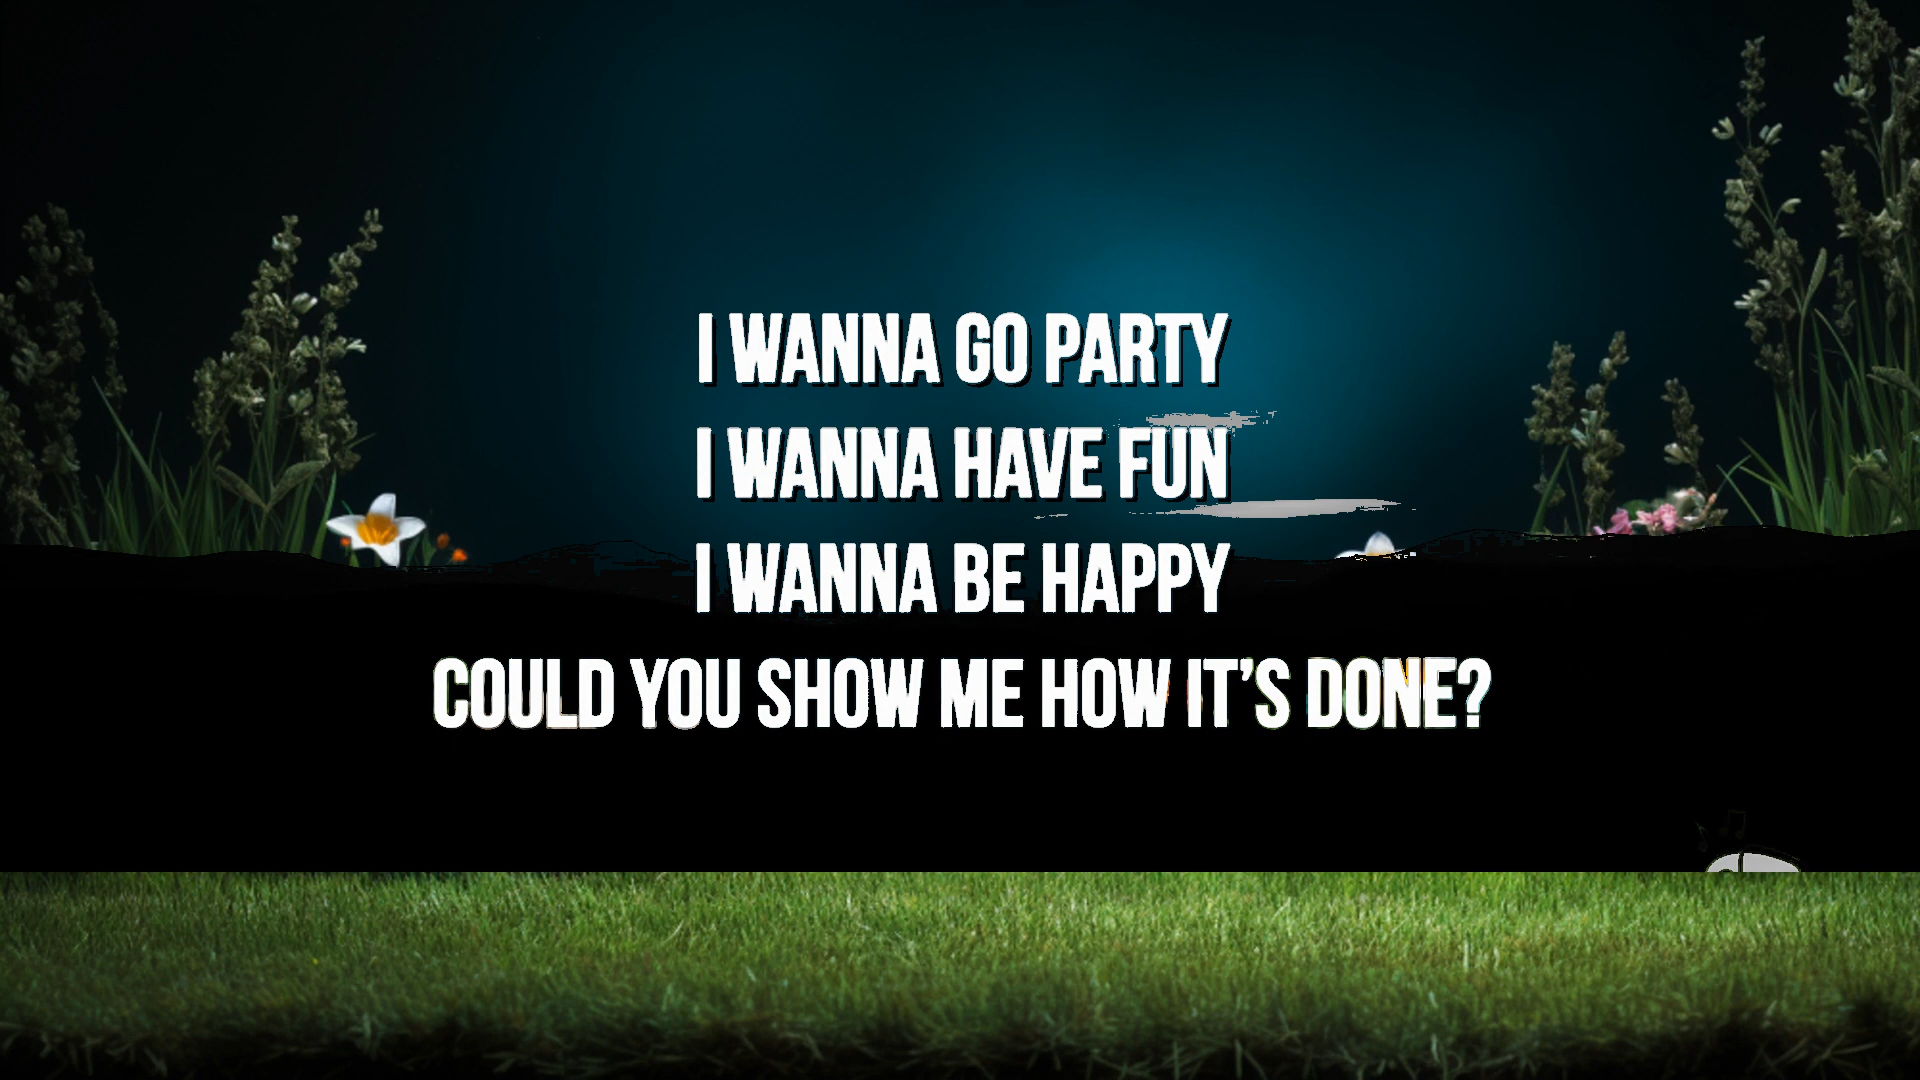 I WANNA GO PARTY
I WANNA HAVE FUN
I WANNA BE HAPPY
COULD YOU SHOW ME HOW IT’S DONE?